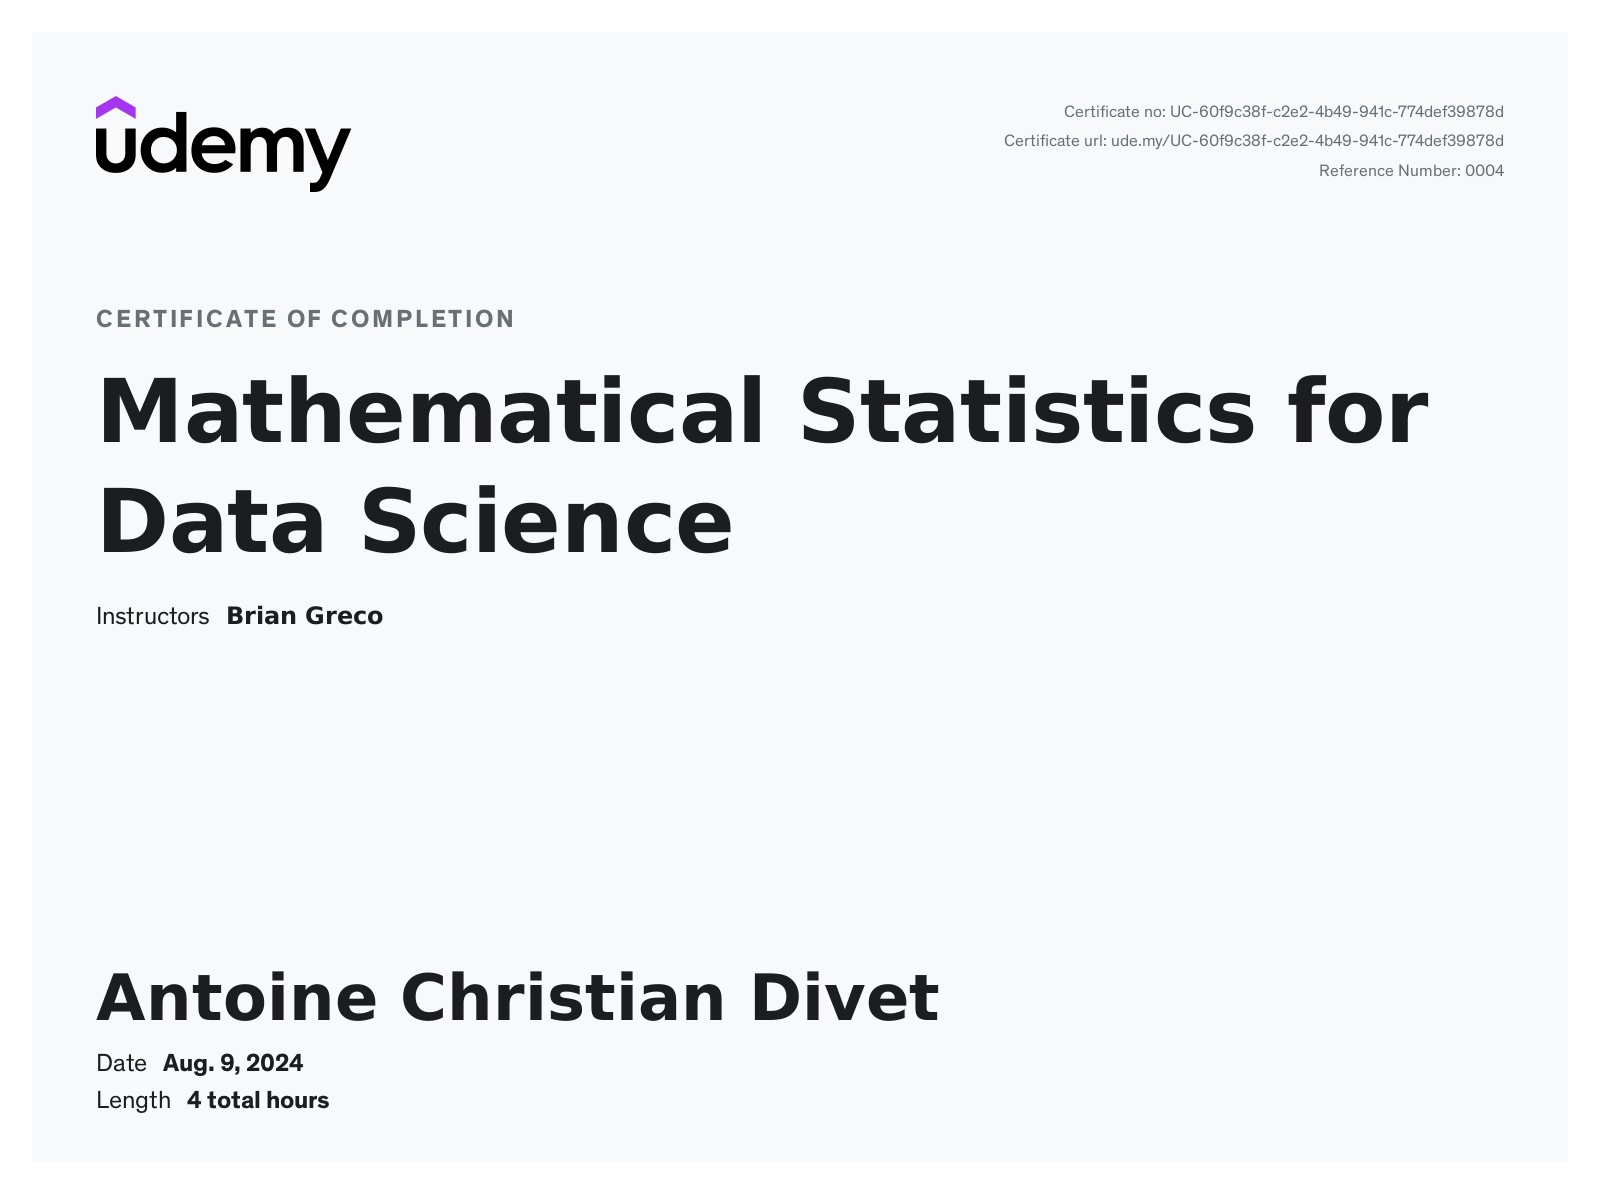 udemy
Certificate no: UC-60f9c38f-c2e2-4b49-941c-774def39878d
Certificate url: ude.my/UC-60f9c38f-c2e2-4b49-941c-774def39878d
Reference Number: 0004
CERTIFICATE OF COMPLETION
Mathematical Statistics for
Data Science
Instructors Brian Greco
Antoine Christian Divet
Date Aug. 9, 2024
Length 4 total hours